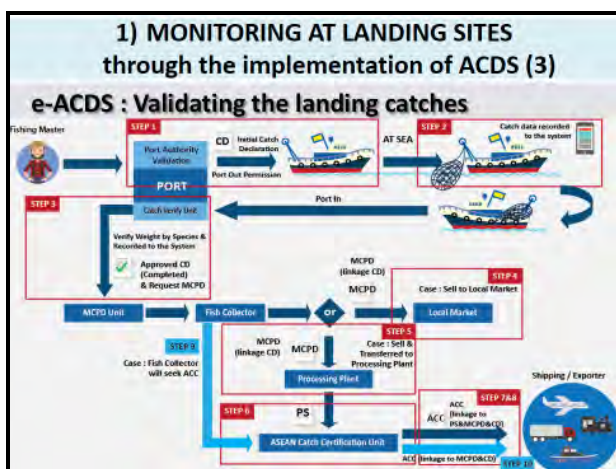 1) MONITORING AT LANDING SITES
through the implementation of ACDS (3)
e-ACDS : Validating the landing catches
Fishing Master
STEP 1
Port Authority
Validation
PORT
Catch Verify Unit
CD
Initial Catch
Declaration
Port Out Permission
AT SEA
STEP 2
Catch data recorded
to the system
Port In
STEP 3
Verify Weight by Species &
Recorded to the System
Approved CD
(Completed)
& Request MCPD
MCPD Unit
Fish Collector
or
MCPD
(linkage CD)
MCPD
STEP 4
Case : Sell to Local Market
Local Market
STEP 9
Case : Fish Collector
will seek ACC
MCPD
(linkage CD)
MCPD
STEP 5
Case : Sell &
Transferred to
Processing Plant
Processing Plant
STEP 6
PS
ASEAN Catch Certification Unit
STEP 7&8
ACC
ACC
(linkage to
PS&MCPD&CD)
ACC (linkage to MCPD&CD)
STEP 10
Shipping / Exporter